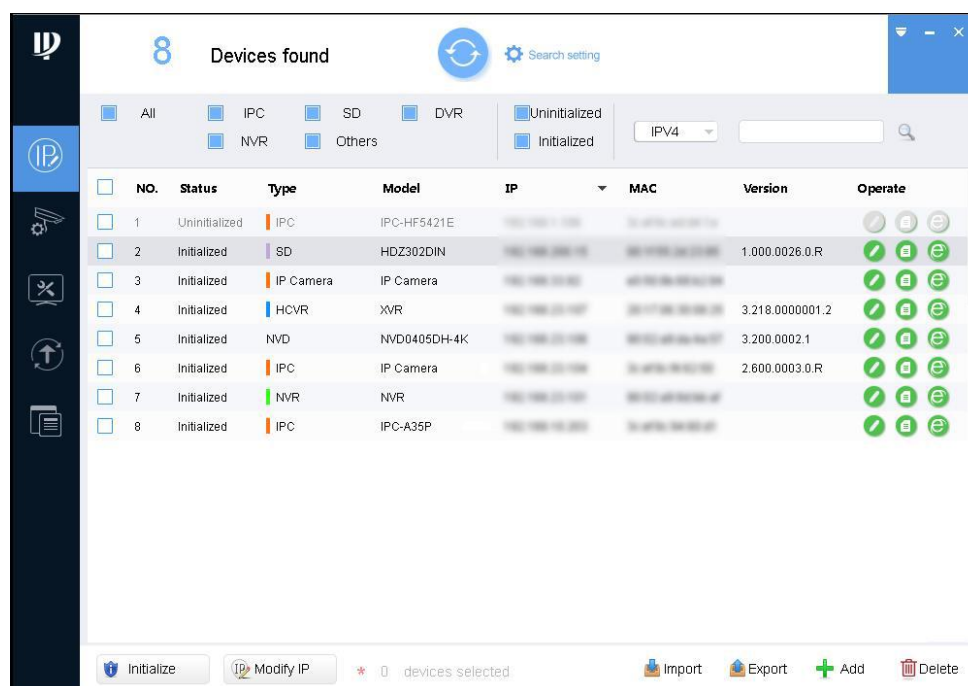 8 Devices found Search setting
All IPC SD DVR Uninitialized
NVR Others Initialized IPV4
NO. Status Type Model IP MAC Version Operate
1 Uninitialized IPC IPC-HF5421E
2 Initialized SD HDZ302DIN 1.000.0026.0.R
3 Initialized IP Camera IP Camera
4 Initialized HCVR XVR 3.218.0000001.2
5 Initialized NVD NVD0405DH-4K 3.200.0002.1
6 Initialized IPC IP Camera 2.600.0003.0.R
7 Initialized NVR NVR
8 Initialized IPC IPC-A35P
Initialize IP Modify IP * 0 devices selected Import Export Add Delete